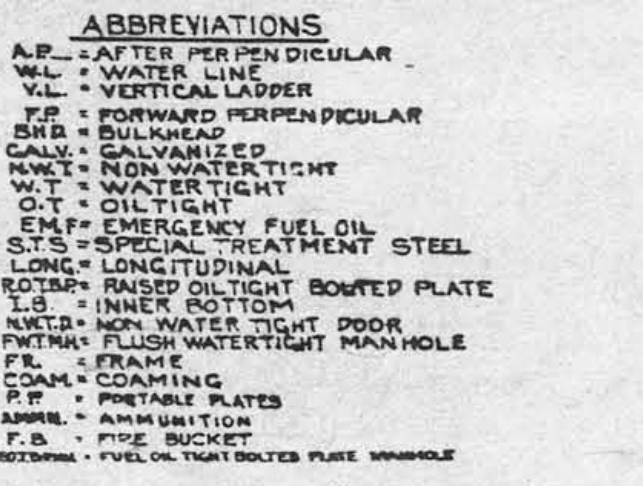 ABBREVIATIONS
A.P. = AFTER PERPENDICULAR
W.L. = WATER LINE
V.L. = VERTICAL LADDER
F.P. = FORWARD PERPENDICULAR
BHD. = BULKHEAD
GALV. = GALVANIZED
N.W.T = NON WATERTIGHT
W.T = WATERTIGHT
O.T = OILTIGHT
EM.F = EMERGENCY FUEL OIL
S.T.S = SPECIAL TREATMENT STEEL
LONG. = LONGITUDINAL
R.O.T.B.P. = RAISED OILTIGHT BOLTED PLATE
I.B. = INNER BOTTOM
N.W.T.D. = NON WATER TIGHT DOOR
F.W.T.MH. = FLUSH WATERTIGHT MANHOLE
FR. = FRAME
COAM. = COAMING
P.P. = PORTABLE PLATES
AMMN. = AMMUNITION
F.B = FIRE BUCKET
= FUEL OIL TIGHT BOLTED PLATE MANHOLE